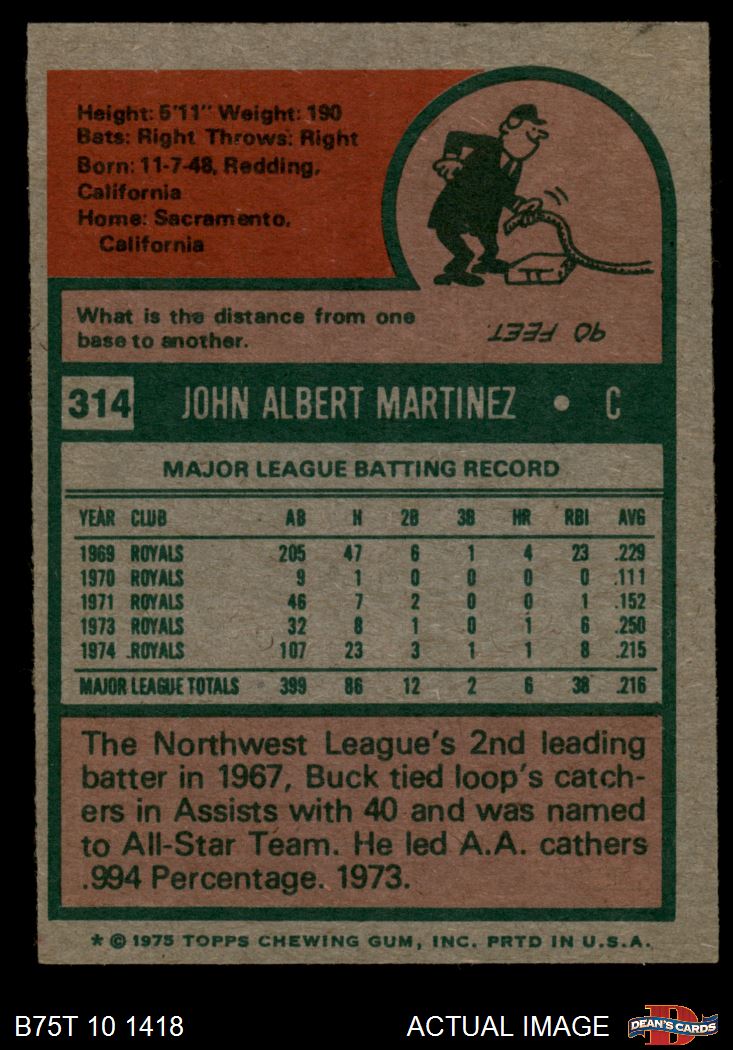 Height: 5'11" Weight: 190
Bats: Right Throws: Right
Born: 11-7-48, Redding,
California
Home: Sacramento,
California
What is the distance from one
base to another.
90 FEET.
314 JOHN ALBERT MARTINEZ • C
MAJOR LEAGUE BATTING RECORD
YEAR CLUB AB H 2B 3B HR RBI AVG
1969 ROYALS 205 47 6 1 4 23 .229
1970 ROYALS 9 1 0 0 0 0 .111
1971 ROYALS 46 7 2 0 0 1 .152
1973 ROYALS 32 8 1 0 1 6 .250
1974 ROYALS 107 23 3 1 1 8 .215
MAJOR LEAGUE TOTALS 399 86 12 2 6 38 .216
The Northwest League's 2nd leading
batter in 1967, Buck tied loop's catch-
ers in Assists with 40 and was named
to All-Star Team. He led A.A. cathers
.994 Percentage. 1973.
* © 1975 TOPPS CHEWING GUM, INC. PRTD IN U.S.A.
B75T 10 1418 ACTUAL IMAGE D DEAN'S CARDS